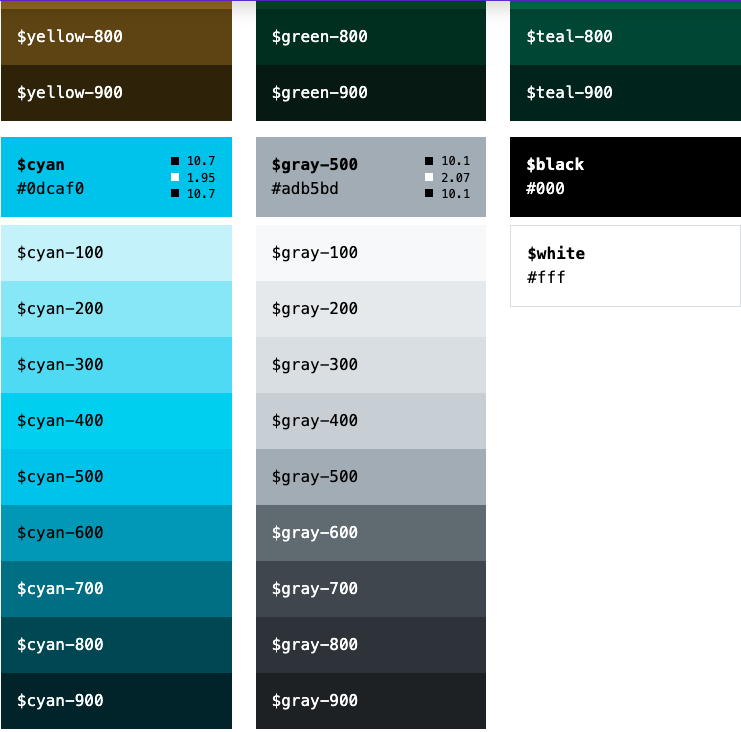 $yellow-800
$yellow-900
$green-800
$green-900
$teal-800
$teal-900
$cyan
#0dcaf0
10.7
1.95
10.7
$cyan-100
$cyan-200
$cyan-300
$cyan-400
$cyan-500
$cyan-600
$cyan-700
$cyan-800
$cyan-900
$gray-500
#adb5bd
10.1
2.07
10.1
$gray-100
$gray-200
$gray-300
$gray-400
$gray-500
$gray-600
$gray-700
$gray-800
$gray-900
$black
#000
$white
#fff